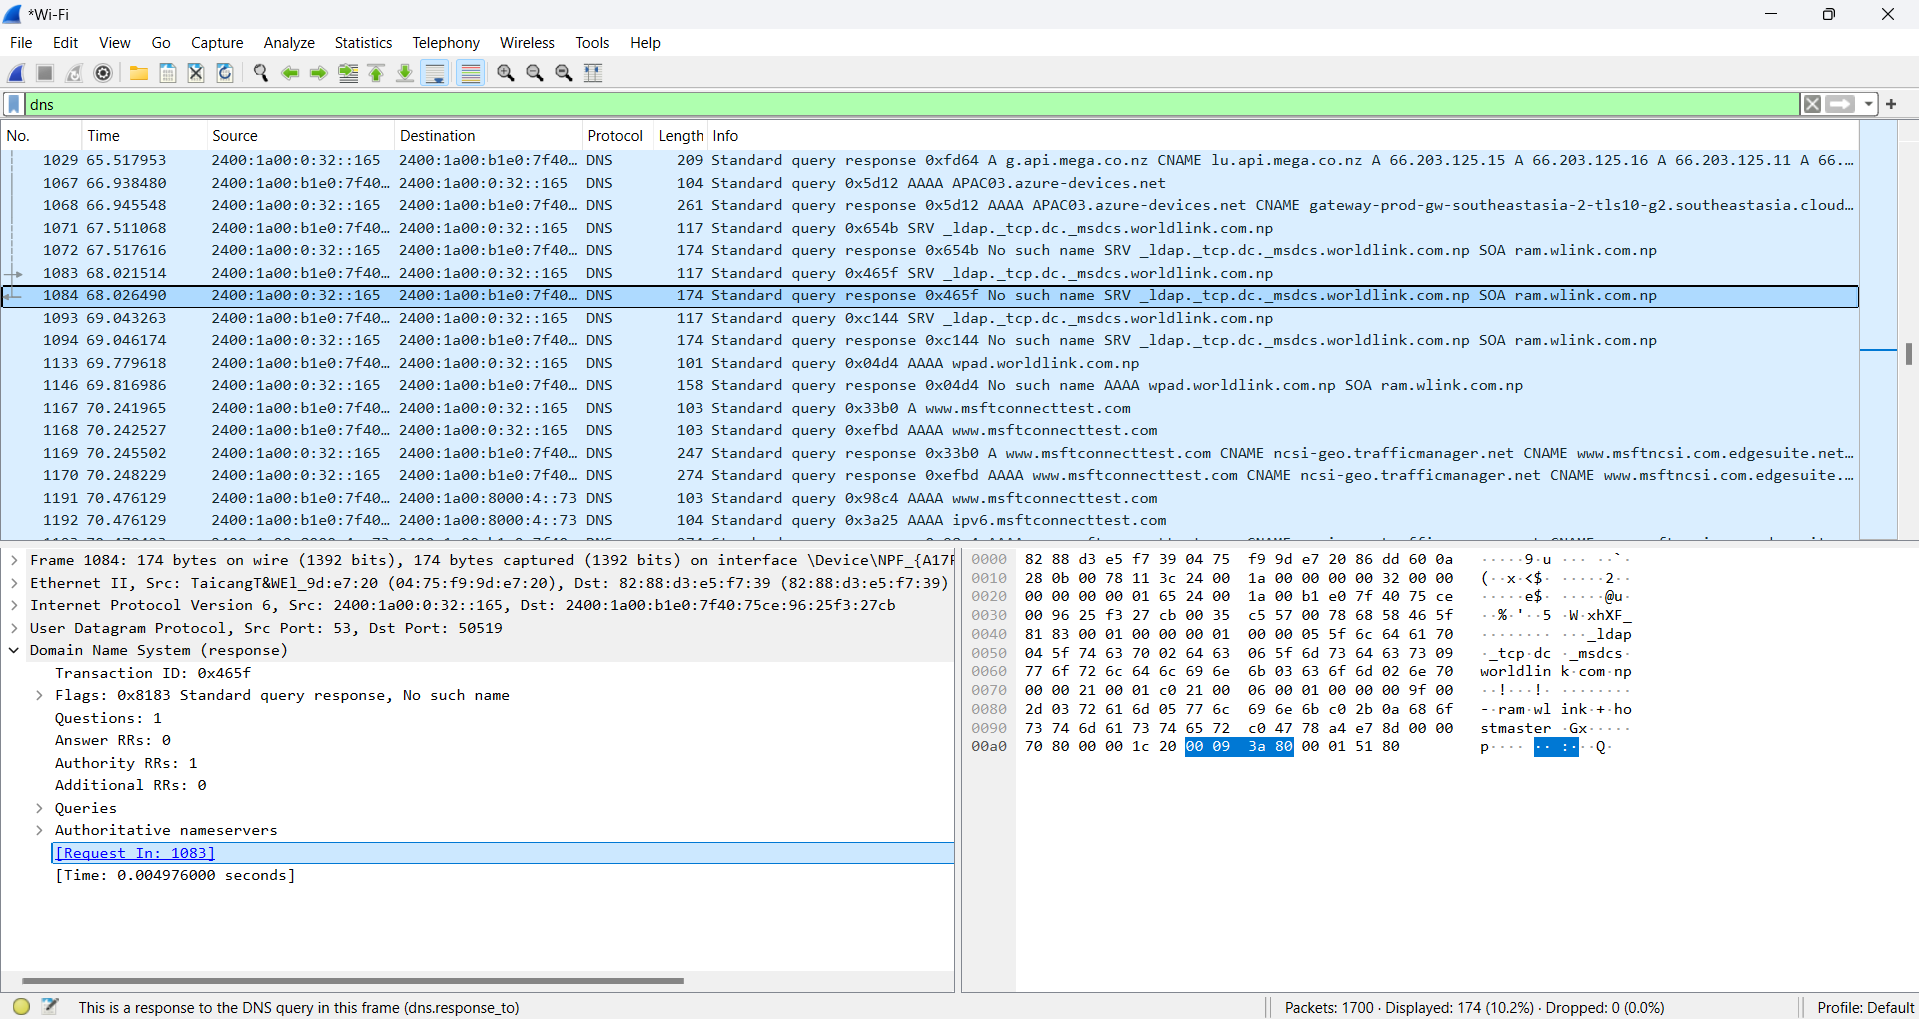 *Wi-Fi
File Edit View Go Capture Analyze Statistics Telephony Wireless Tools Help
dns
No. Time Source Destination Protocol Length Info
1029 65.517953 2400:1a00:0:32::165 2400:1a00:b1e0:7f40… DNS 209 Standard query response 0xfd64 A g.api.mega.co.nz CNAME lu.api.mega.co.nz A 66.203.125.15 A 66.203.125.16 A 66.203.125.11 A 66.…
1067 66.938480 2400:1a00:b1e0:7f40… 2400:1a00:0:32::165 DNS 104 Standard query 0x5d12 AAAA APAC03.azure-devices.net
1068 66.945548 2400:1a00:0:32::165 2400:1a00:b1e0:7f40… DNS 261 Standard query response 0x5d12 AAAA APAC03.azure-devices.net CNAME gateway-prod-gw-southeastasia-2-tls10-g2.southeastasia.cloud…
1071 67.511068 2400:1a00:b1e0:7f40… 2400:1a00:0:32::165 DNS 117 Standard query 0x654b SRV _ldap._tcp.dc._msdcs.worldlink.com.np
1072 67.517616 2400:1a00:0:32::165 2400:1a00:b1e0:7f40… DNS 174 Standard query response 0x654b No such name SRV _ldap._tcp.dc._msdcs.worldlink.com.np SOA ram.wlink.com.np
1083 68.021514 2400:1a00:b1e0:7f40… 2400:1a00:0:32::165 DNS 117 Standard query 0x465f SRV _ldap._tcp.dc._msdcs.worldlink.com.np
1084 68.026490 2400:1a00:0:32::165 2400:1a00:b1e0:7f40… DNS 174 Standard query response 0x465f No such name SRV _ldap._tcp.dc._msdcs.worldlink.com.np SOA ram.wlink.com.np
1093 69.043263 2400:1a00:b1e0:7f40… 2400:1a00:0:32::165 DNS 117 Standard query 0xc144 SRV _ldap._tcp.dc._msdcs.worldlink.com.np
1094 69.046174 2400:1a00:0:32::165 2400:1a00:b1e0:7f40… DNS 174 Standard query response 0xc144 No such name SRV _ldap._tcp.dc._msdcs.worldlink.com.np SOA ram.wlink.com.np
1133 69.779618 2400:1a00:b1e0:7f40… 2400:1a00:0:32::165 DNS 101 Standard query 0x04d4 AAAA wpad.worldlink.com.np
1146 69.816986 2400:1a00:0:32::165 2400:1a00:b1e0:7f40… DNS 158 Standard query response 0x04d4 No such name AAAA wpad.worldlink.com.np SOA ram.wlink.com.np
1167 70.241965 2400:1a00:b1e0:7f40… 2400:1a00:0:32::165 DNS 103 Standard query 0x33b0 A www.msftconnecttest.com
1168 70.242527 2400:1a00:b1e0:7f40… 2400:1a00:0:32::165 DNS 103 Standard query 0xefbd AAAA www.msftconnecttest.com
1169 70.245502 2400:1a00:0:32::165 2400:1a00:b1e0:7f40… DNS 247 Standard query response 0x33b0 A www.msftconnecttest.com CNAME ncsi-geo.trafficmanager.net CNAME www.msftncsi.com.edgesuite.net…
1170 70.248229 2400:1a00:0:32::165 2400:1a00:b1e0:7f40… DNS 274 Standard query response 0xefbd AAAA www.msftconnecttest.com CNAME ncsi-geo.trafficmanager.net CNAME www.msftncsi.com.edgesuite.…
1191 70.476129 2400:1a00:b1e0:7f40… 2400:1a00:8000:4::73 DNS 103 Standard query 0x98c4 AAAA www.msftconnecttest.com
1192 70.476129 2400:1a00:b1e0:7f40… 2400:1a00:8000:4::73 DNS 104 Standard query 0x3a25 AAAA ipv6.msftconnecttest.com
Frame 1084: 174 bytes on wire (1392 bits), 174 bytes captured (1392 bits) on interface \Device\NPF_{A17F
Ethernet II, Src: TaicangT&WEl_9d:e7:20 (04:75:f9:9d:e7:20), Dst: 82:88:d3:e5:f7:39 (82:88:d3:e5:f7:39)
Internet Protocol Version 6, Src: 2400:1a00:0:32::165, Dst: 2400:1a00:b1e0:7f40:75ce:96:25f3:27cb
User Datagram Protocol, Src Port: 53, Dst Port: 50519
Domain Name System (response)
Transaction ID: 0x465f
Flags: 0x8183 Standard query response, No such name
Questions: 1
Answer RRs: 0
Authority RRs: 1
Additional RRs: 0
Queries
Authoritative nameservers
[Request In: 1083]
[Time: 0.004976000 seconds]
0000 82 88 d3 e5 f7 39 04 75 f9 9d e7 20 86 dd 60 0a ·····9·u ··· ··`·
0010 28 0b 00 78 11 3c 24 00 1a 00 00 00 00 32 00 00 (··x·<$· ·····2··
0020 00 00 00 00 01 65 24 00 1a 00 b1 e0 7f 40 75 ce ·····e$· ·····@u·
0030 00 96 25 f3 27 cb 00 35 c5 57 00 78 68 58 46 5f ··%·'··5 ·W·xhXF_
0040 81 83 00 01 00 00 00 01 00 00 05 5f 6c 64 61 70 ········ ···_ldap
0050 04 5f 74 63 70 02 64 63 06 5f 6d 73 64 63 73 09 ·_tcp·dc ·_msdcs·
0060 77 6f 72 6c 64 6c 69 6e 6b 03 63 6f 6d 02 6e 70 worldlin k·com·np
0070 00 00 21 00 01 c0 21 00 06 00 01 00 00 00 9f 00 ··!···!· ········
0080 2d 03 72 61 6d 05 77 6c 69 6e 6b c0 2b 0a 68 6f -·ram·wl ink·+·ho
0090 73 74 6d 61 73 74 65 72 c0 47 78 a4 e7 8d 00 00 stmaster ·Gx·····
00a0 70 80 00 00 1c 20 00 09 3a 80 00 01 51 80 p···· ·· :···Q·
This is a response to the DNS query in this frame (dns.response_to)
Packets: 1700 · Displayed: 174 (10.2%) · Dropped: 0 (0.0%)
Profile: Default